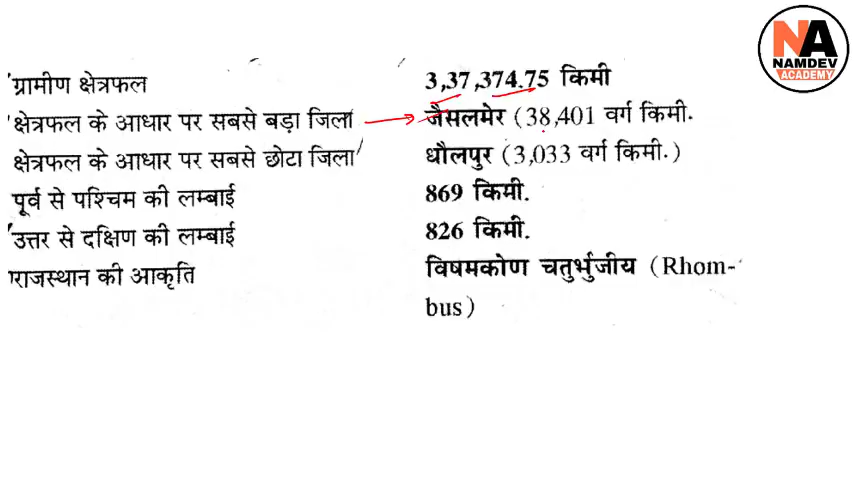 NA
NAMDEV
ACADEMY
ग्रामीण क्षेत्रफल 3,37,374.75 किमी
क्षेत्रफल के आधार पर सबसे बड़ा जिला जैसलमेर (38,401 वर्ग किमी.
क्षेत्रफल के आधार पर सबसे छोटा जिला धौलपुर (3,033 वर्ग किमी.)
पूर्व से पश्चिम की लम्बाई 869 किमी.
उत्तर से दक्षिण की लम्बाई 826 किमी.
राजस्थान की आकृति विषमकोण चतुर्भुजीय (Rhom-
bus)